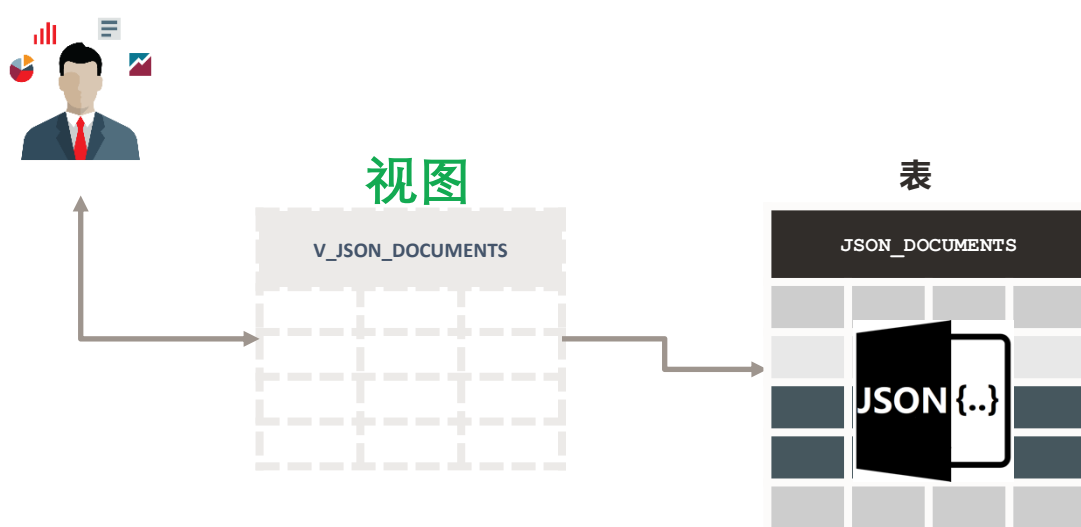 视图
表
V_JSON_DOCUMENTS
JSON_DOCUMENTS
JSON {..}